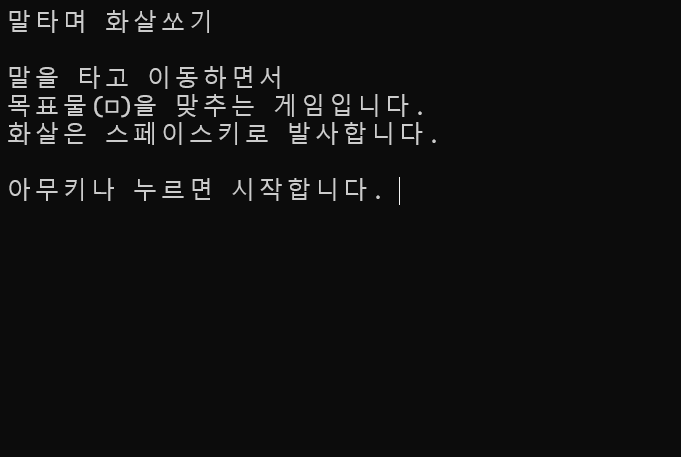 말타며 화살쏘기
말을 타고 이동하면서
목표물(ㅁ)을 맞추는 게임입니다.
화살은 스페이스키로 발사합니다.
아무키나 누르면 시작합니다.